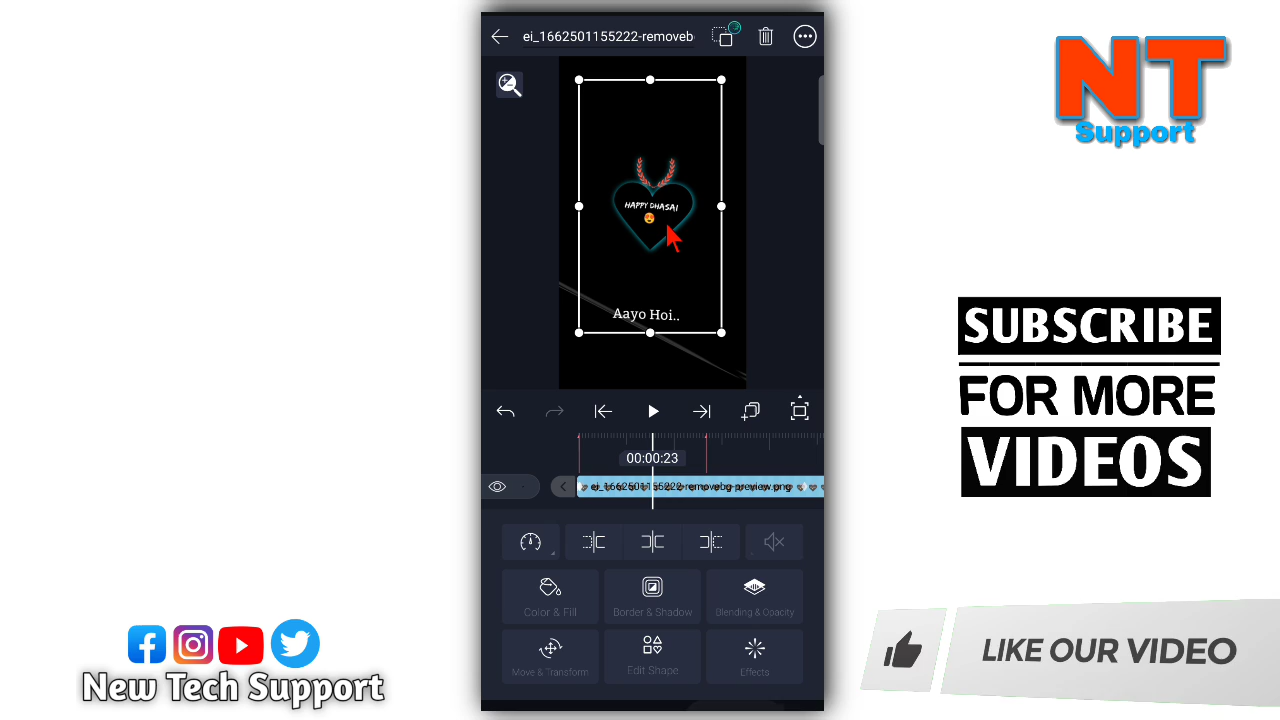 ei_1662501155222-removeb
NT
Support
HAPPY DHASAI
Aayo Hoi..
SUBSCRIBE
FOR MORE
VIDEOS
00:00:23
ei_1662501155222-removebg-preview.png
Color & Fill
Border & Shadow
Blending & Opacity
Move & Transform
Edit Shape
Effects
New Tech Support
LIKE OUR VIDEO